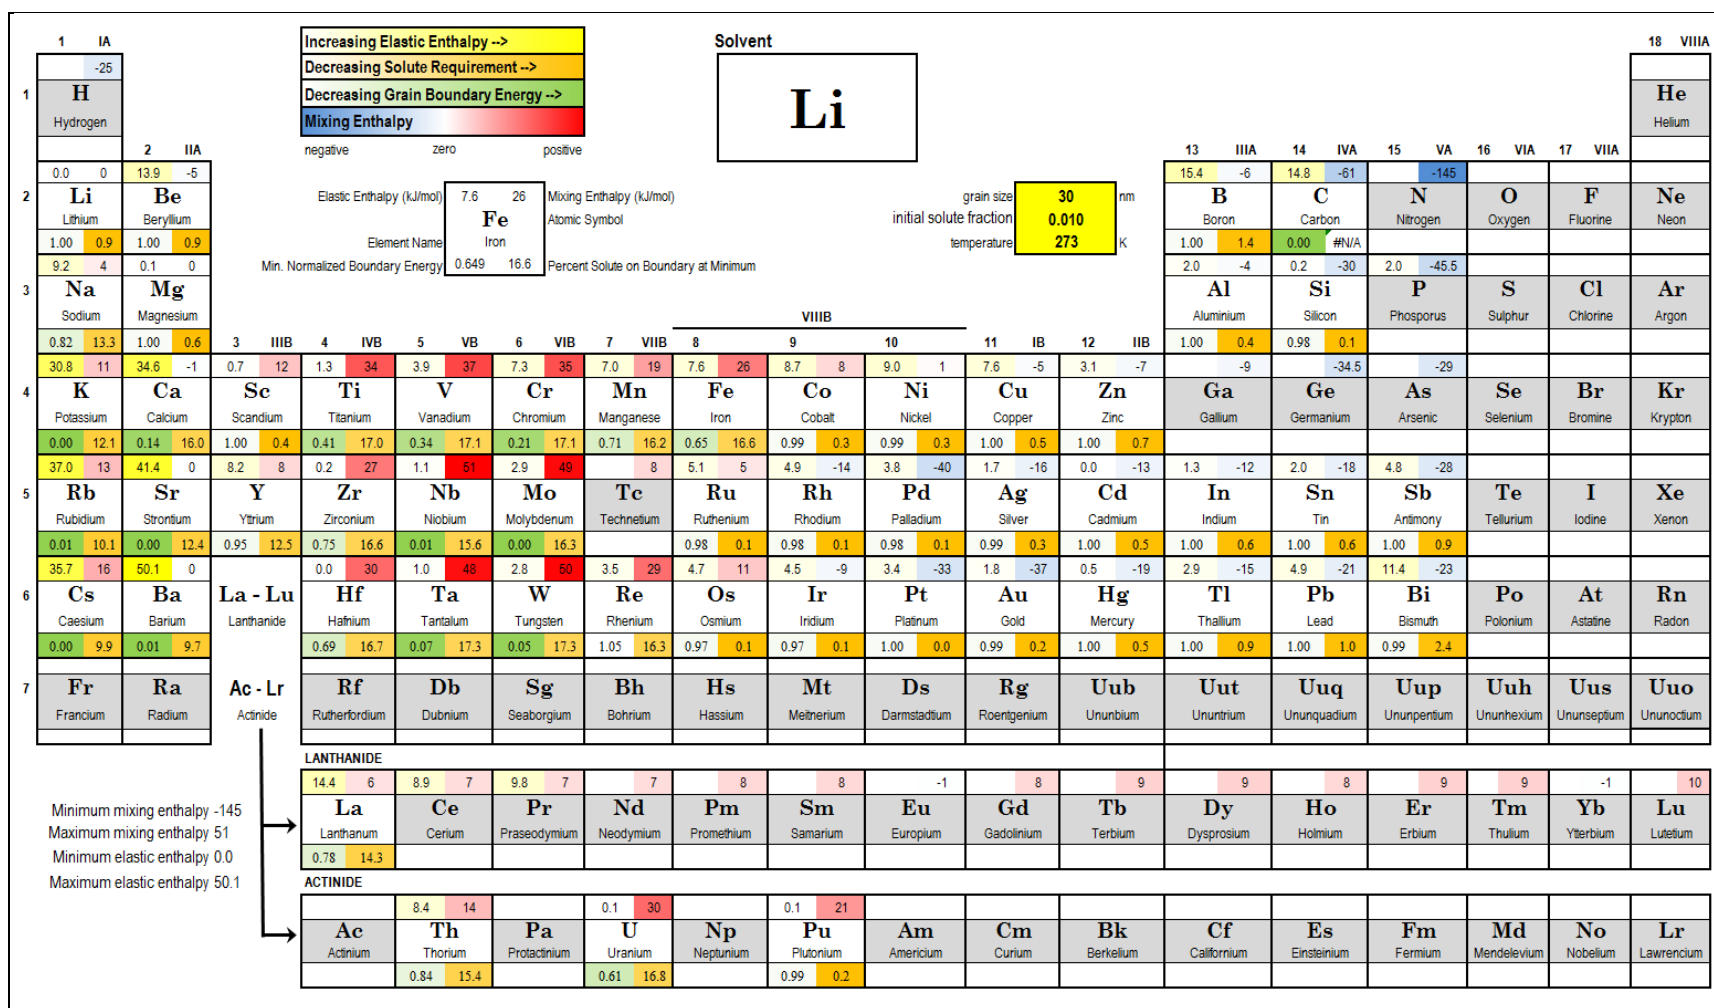 1 IA
18 VIIIA
Increasing Elastic Enthalpy -->
Decreasing Solute Requirement -->
Decreasing Grain Boundary Energy -->
Mixing Enthalpy
negative zero positive
Solvent
Li
-25
1 H He
Hydrogen Helium
2 IIA 13 IIIA 14 IVA 15 VA 16 VIA 17 VIIA
0.0 0 13.9 -5 15.4 -6 14.8 -61 -145
2 Li Be B C N O F Ne
Lithium Beryllium Boron Carbon Nitrogen Oxygen Fluorine Neon
1.00 0.9 1.00 0.9 1.00 1.4 0.00 #N/A
Elastic Enthalpy (kJ/mol) 7.6 26 Mixing Enthalpy (kJ/mol)
Fe Atomic Symbol
Element Name Iron
Min. Normalized Boundary Energy 0.649 16.6 Percent Solute on Boundary at Minimum
grain size 30 nm
initial solute fraction 0.010
temperature 273 K
9.2 4 0.1 0 2.0 -4 0.2 -30 2.0 -45.5
3 Na Mg Al Si P S Cl Ar
Sodium Magnesium Aluminium Silicon Phosporus Sulphur Chlorine Argon
0.82 13.3 1.00 0.6 1.00 0.4 0.98 0.1
VIIIB
3 IIIB 4 IVB 5 VB 6 VIB 7 VIIB 8 9 10 11 IB 12 IIB
30.8 11 34.6 -1 0.7 12 1.3 34 3.9 37 7.3 35 7.0 19 7.6 26 8.7 8 9.0 1 7.6 -5 3.1 -7 -9 -34.5 -29
4 K Ca Sc Ti V Cr Mn Fe Co Ni Cu Zn Ga Ge As Se Br Kr
Potassium Calcium Scandium Titanium Vanadium Chromium Manganese Iron Cobalt Nickel Copper Zinc Gallium Germanium Arsenic Selenium Bromine Krypton
0.00 12.1 0.14 16.0 1.00 0.4 0.41 17.0 0.34 17.1 0.21 17.1 0.71 16.2 0.65 16.6 0.99 0.3 0.99 0.3 1.00 0.5 1.00 0.7
37.0 13 41.4 0 8.2 8 0.2 27 1.1 51 2.9 49 8 5.1 5 4.9 -14 3.8 -40 1.7 -16 0.0 -13 1.3 -12 2.0 -18 4.8 -28
5 Rb Sr Y Zr Nb Mo Tc Ru Rh Pd Ag Cd In Sn Sb Te I Xe
Rubidium Strontium Yttrium Zirconium Niobium Molybdenum Technetium Ruthenium Rhodium Palladium Silver Cadmium Indium Tin Antimony Tellurium Iodine Xenon
0.01 10.1 0.00 12.4 0.95 12.5 0.75 16.6 0.01 15.6 0.00 16.3 0.98 0.1 0.98 0.1 0.98 0.1 0.99 0.3 1.00 0.5 1.00 0.6 1.00 0.6 1.00 0.9
35.7 16 50.1 0 0.0 30 1.0 48 2.8 50 3.5 29 4.7 11 4.5 -9 3.4 -33 1.8 -37 0.5 -19 2.9 -15 4.9 -21 11.4 -23
6 Cs Ba La - Lu Hf Ta W Re Os Ir Pt Au Hg Tl Pb Bi Po At Rn
Caesium Barium Lanthanide Hafnium Tantalum Tungsten Rhenium Osmium Iridium Platinum Gold Mercury Thallium Lead Bismuth Polonium Astatine Radon
0.00 9.9 0.01 9.7 0.69 16.7 0.07 17.3 0.05 17.3 1.05 16.3 0.97 0.1 0.97 0.1 1.00 0.0 0.99 0.2 1.00 0.5 1.00 0.9 1.00 1.0 0.99 2.4
7 Fr Ra Ac - Lr Rf Db Sg Bh Hs Mt Ds Rg Uub Uut Uuq Uup Uuh Uus Uuo
Francium Radium Actinide Rutherfordium Dubnium Seaborgium Bohrium Hassium Meitnerium Darmstadtium Roentgenium Ununbium Ununtrium Ununquadium Ununpentium Ununhexium Ununseptium Ununoctium
LANTHANIDE
14.4 6 8.9 7 9.8 7 7 8 8 -1 8 9 9 8 9 9 -1 10
La Ce Pr Nd Pm Sm Eu Gd Tb Dy Ho Er Tm Yb Lu
Lanthanum Cerium Praseodymium Neodymium Promethium Samarium Europium Gadolinium Terbium Dysprosium Holmium Erbium Thulium Ytterbium Lutetium
0.78 14.3
Minimum mixing enthalpy -145
Maximum mixing enthalpy 51
Minimum elastic enthalpy 0.0
Maximum elastic enthalpy 50.1
ACTINIDE
8.4 14 0.1 30 0.1 21
Ac Th Pa U Np Pu Am Cm Bk Cf Es Fm Md No Lr
Actinium Thorium Protactinium Uranium Neptunium Plutonium Americium Curium Berkelium Californium Einsteinium Fermium Mendelevium Nobelium Lawrencium
0.84 15.4 0.61 16.8 0.99 0.2